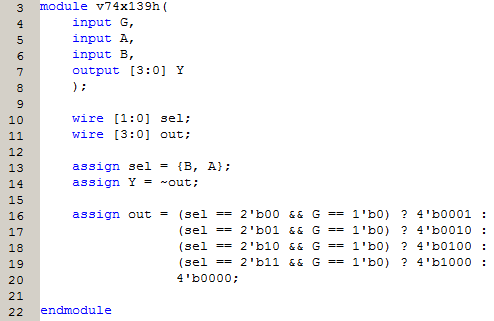 3 module v74x139h(
4     input G,
5     input A,
6     input B,
7     output [3:0] Y
8     );
9
10     wire [1:0] sel;
11     wire [3:0] out;
12
13     assign sel = {B, A};
14     assign Y = ~out;
15
16     assign out = (sel == 2'b00 && G == 1'b0) ? 4'b0001 :
17                  (sel == 2'b01 && G == 1'b0) ? 4'b0010 :
18                  (sel == 2'b10 && G == 1'b0) ? 4'b0100 :
19                  (sel == 2'b11 && G == 1'b0) ? 4'b1000 :
20                  4'b0000;
21
22 endmodule